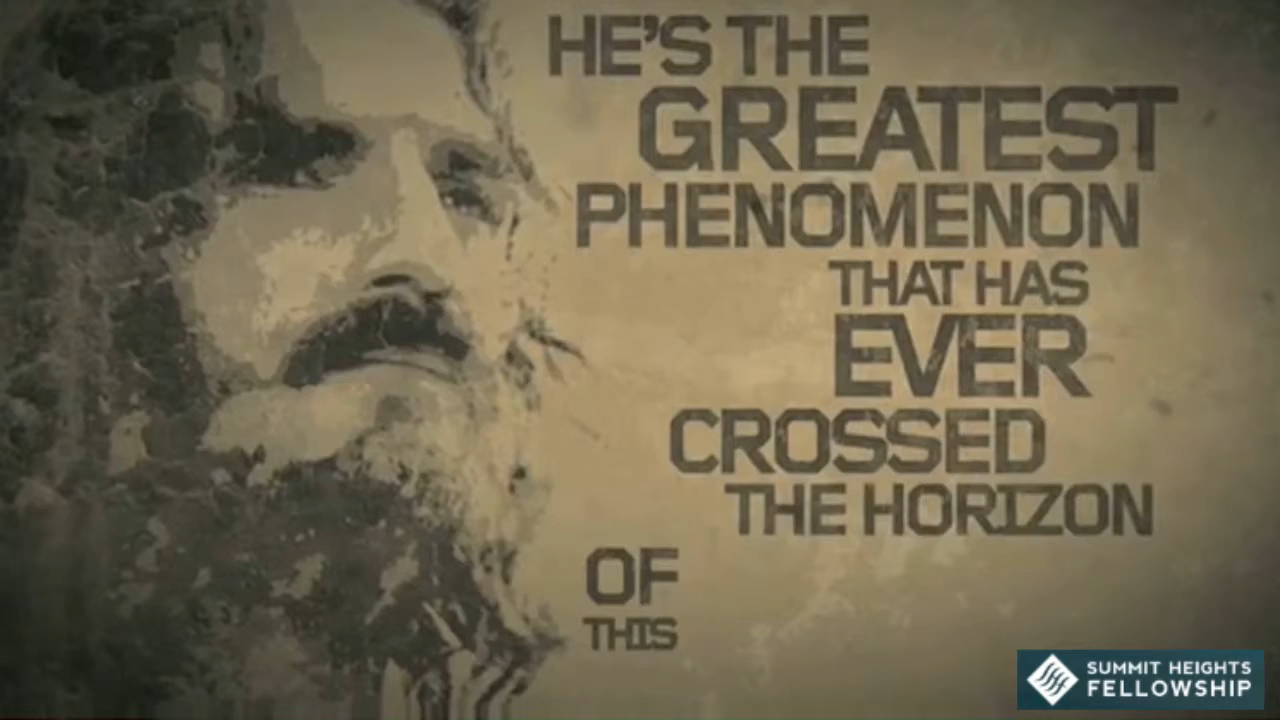 HE'S THE
GREATEST
PHENOMENON
THAT HAS
EVER
CROSSED
THE HORIZON
OF
THIS
SUMMIT HEIGHTS
FELLOWSHIP